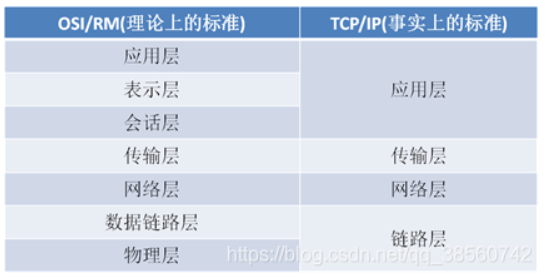 OSI/RM(理论上的标准) TCP/IP(事实上的标准)
应用层
表示层
会话层
应用层
传输层 传输层
网络层 网络层
数据链路层
物理层
链路层
https://blog.csdn.net/qq_38560742